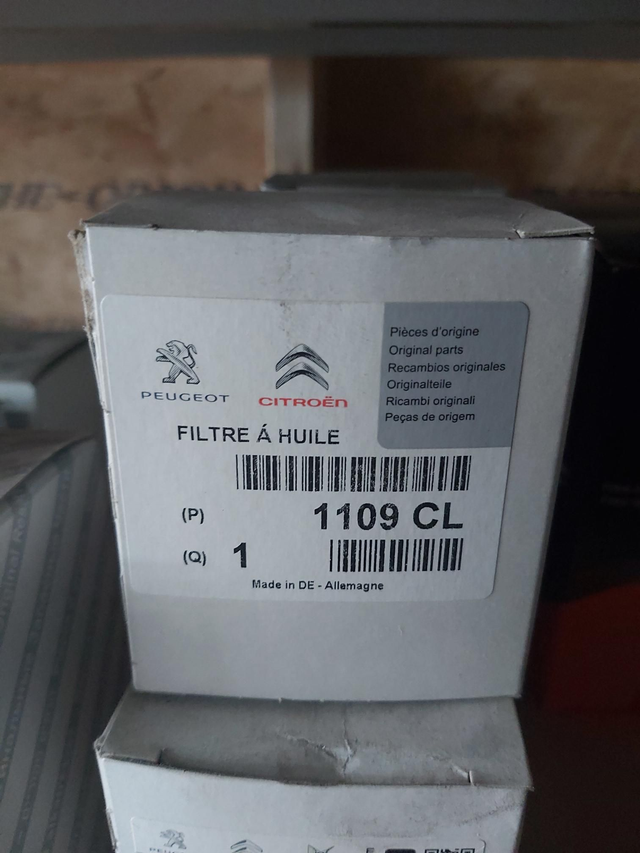 PEUGEOT
CITROËN
Pièces d'origine
Original parts
Recambios originales
Originalteile
Ricambi originali
Peças de origem
FILTRE Á HUILE
(P) 1109 CL
(Q) 1
Made in DE - Allemagne